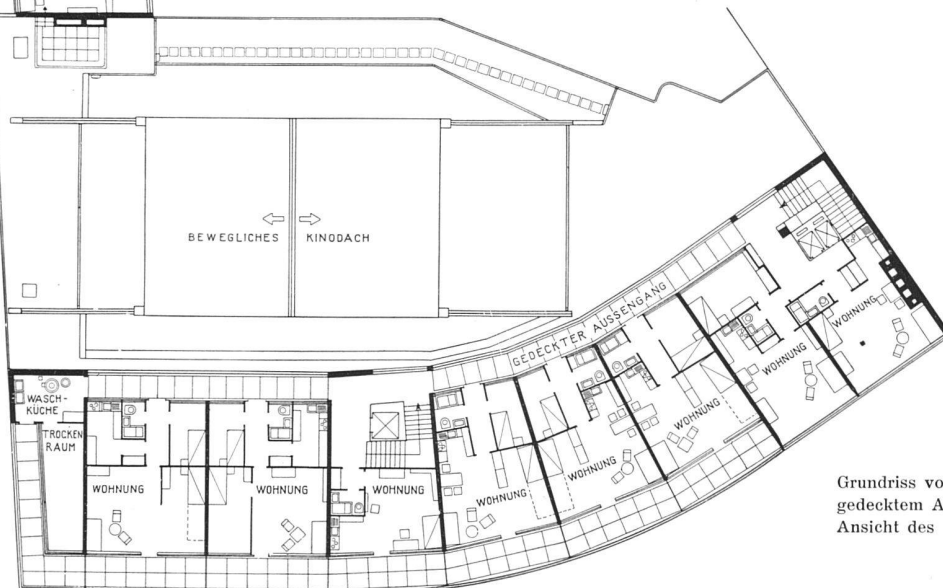 BEWEGLICHES KINODACH
GEDECKTER AUSSENGANG
WASCH-
KÜCHE
TROCKEN
RAUM
WOHNUNG
WOHNUNG
WOHNUNG
WOHNUNG
WOHNUNG
WOHNUNG
WOHNUNG
WOHNUNG
Grundriss vo
gedecktem A
Ansicht des